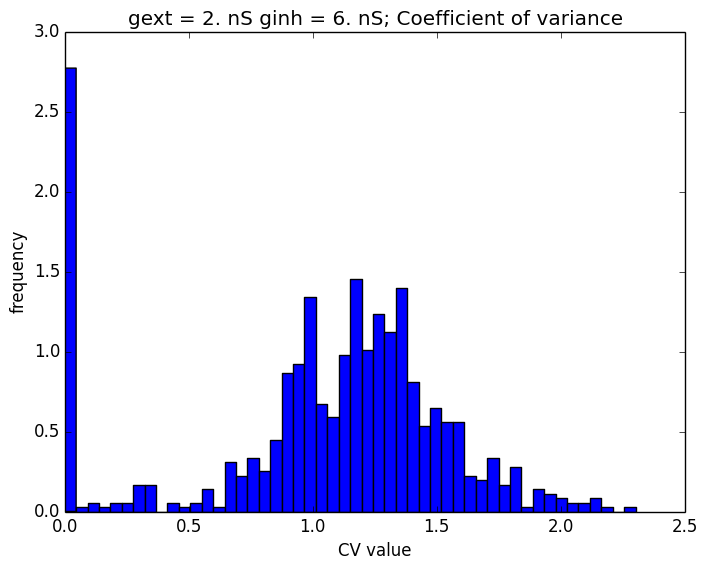 gext = 2. nS ginh = 6. nS; Coefficient of variance
3.0
2.5
2.0
1.5
1.0
0.5
0.0
frequency
0.0 0.5 1.0 1.5 2.0 2.5
CV value